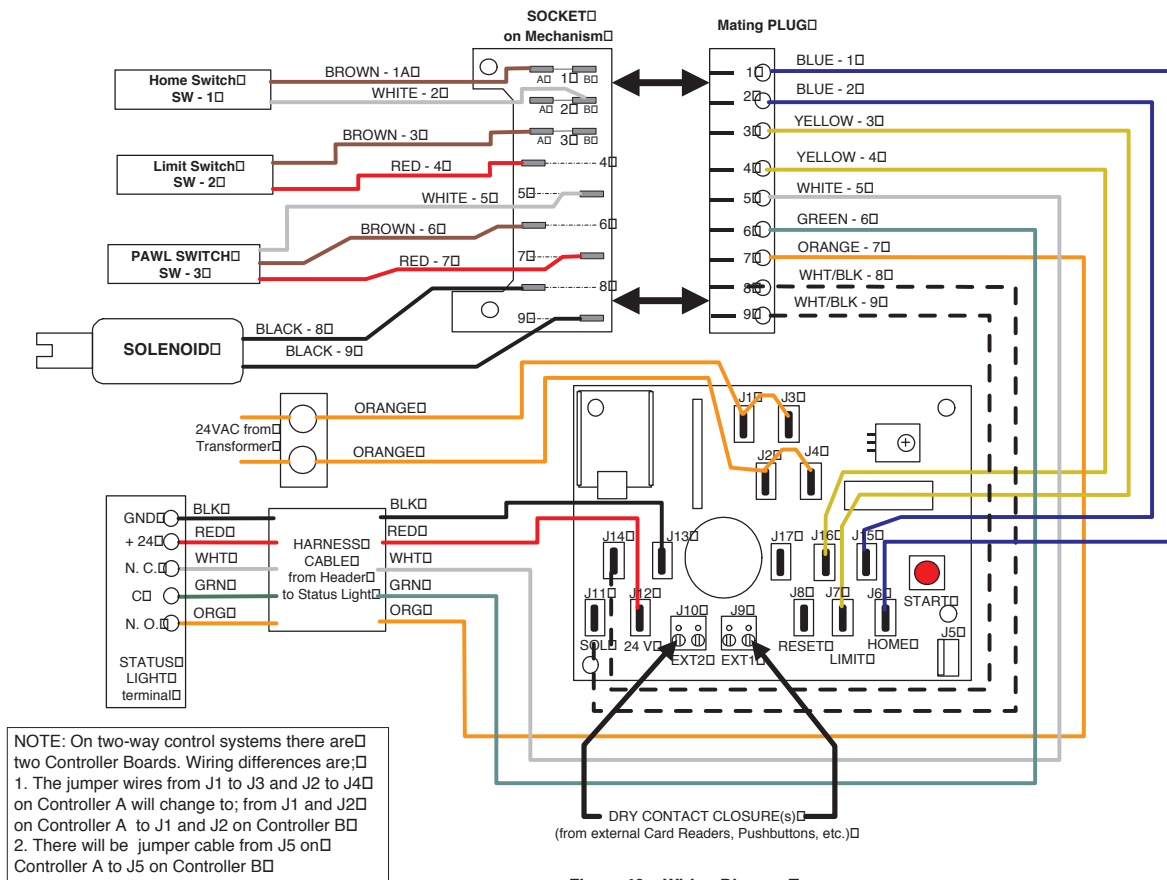 SOCKET□
on Mechanism□
Mating PLUG□
Home Switch□
SW - 1□
BROWN - 1A□
WHITE - 2□
A□ 1□ B□
A□ 2□ B□
A□ 3□ B□
Limit Switch□
SW - 2□
BROWN - 3□
RED - 4□
4□
WHITE - 5□
5□
PAWL SWITCH□
SW - 3□
BROWN - 6□
6□
RED - 7□
7□
8□
9□
SOLENOID□
BLACK - 8□
BLACK - 9□
1□
BLUE - 1□
2□
BLUE - 2□
3□
YELLOW - 3□
4□
YELLOW - 4□
5□
WHITE - 5□
6□
GREEN - 6□
7□
ORANGE - 7□
8□
WHT/BLK - 8□
9□
WHT/BLK - 9□
24VAC from□
Transformer□
ORANGE□
ORANGE□
J1□
J3□
J2□
J4□
GND□
+ 24□
N. C.□
C□
N. O.□
BLK□
RED□
WHT□
GRN□
ORG□
HARNESS□
CABLE□
from Header□
to Status Light□
BLK□
RED□
WHT□
GRN□
ORG□
STATUS□
LIGHT□
terminal□
J14□
J13□
J17□
J16□
J15□
J11□
J12□
J10□
J9□
J8□
J7□
J6□
START□
J5□
SOL□
24 V□
EXT2□
EXT1□
RESET□
LIMIT□
HOME□
NOTE: On two-way control systems there are□
two Controller Boards. Wiring differences are;□
1. The jumper wires from J1 to J3 and J2 to J4□
on Controller A will change to; from J1 and J2□
on Controller A to J1 and J2 on Controller B□
2. There will be jumper cable from J5 on□
Controller A to J5 on Controller B□
DRY CONTACT CLOSURE(s)□
(from external Card Readers, Pushbuttons, etc.)□